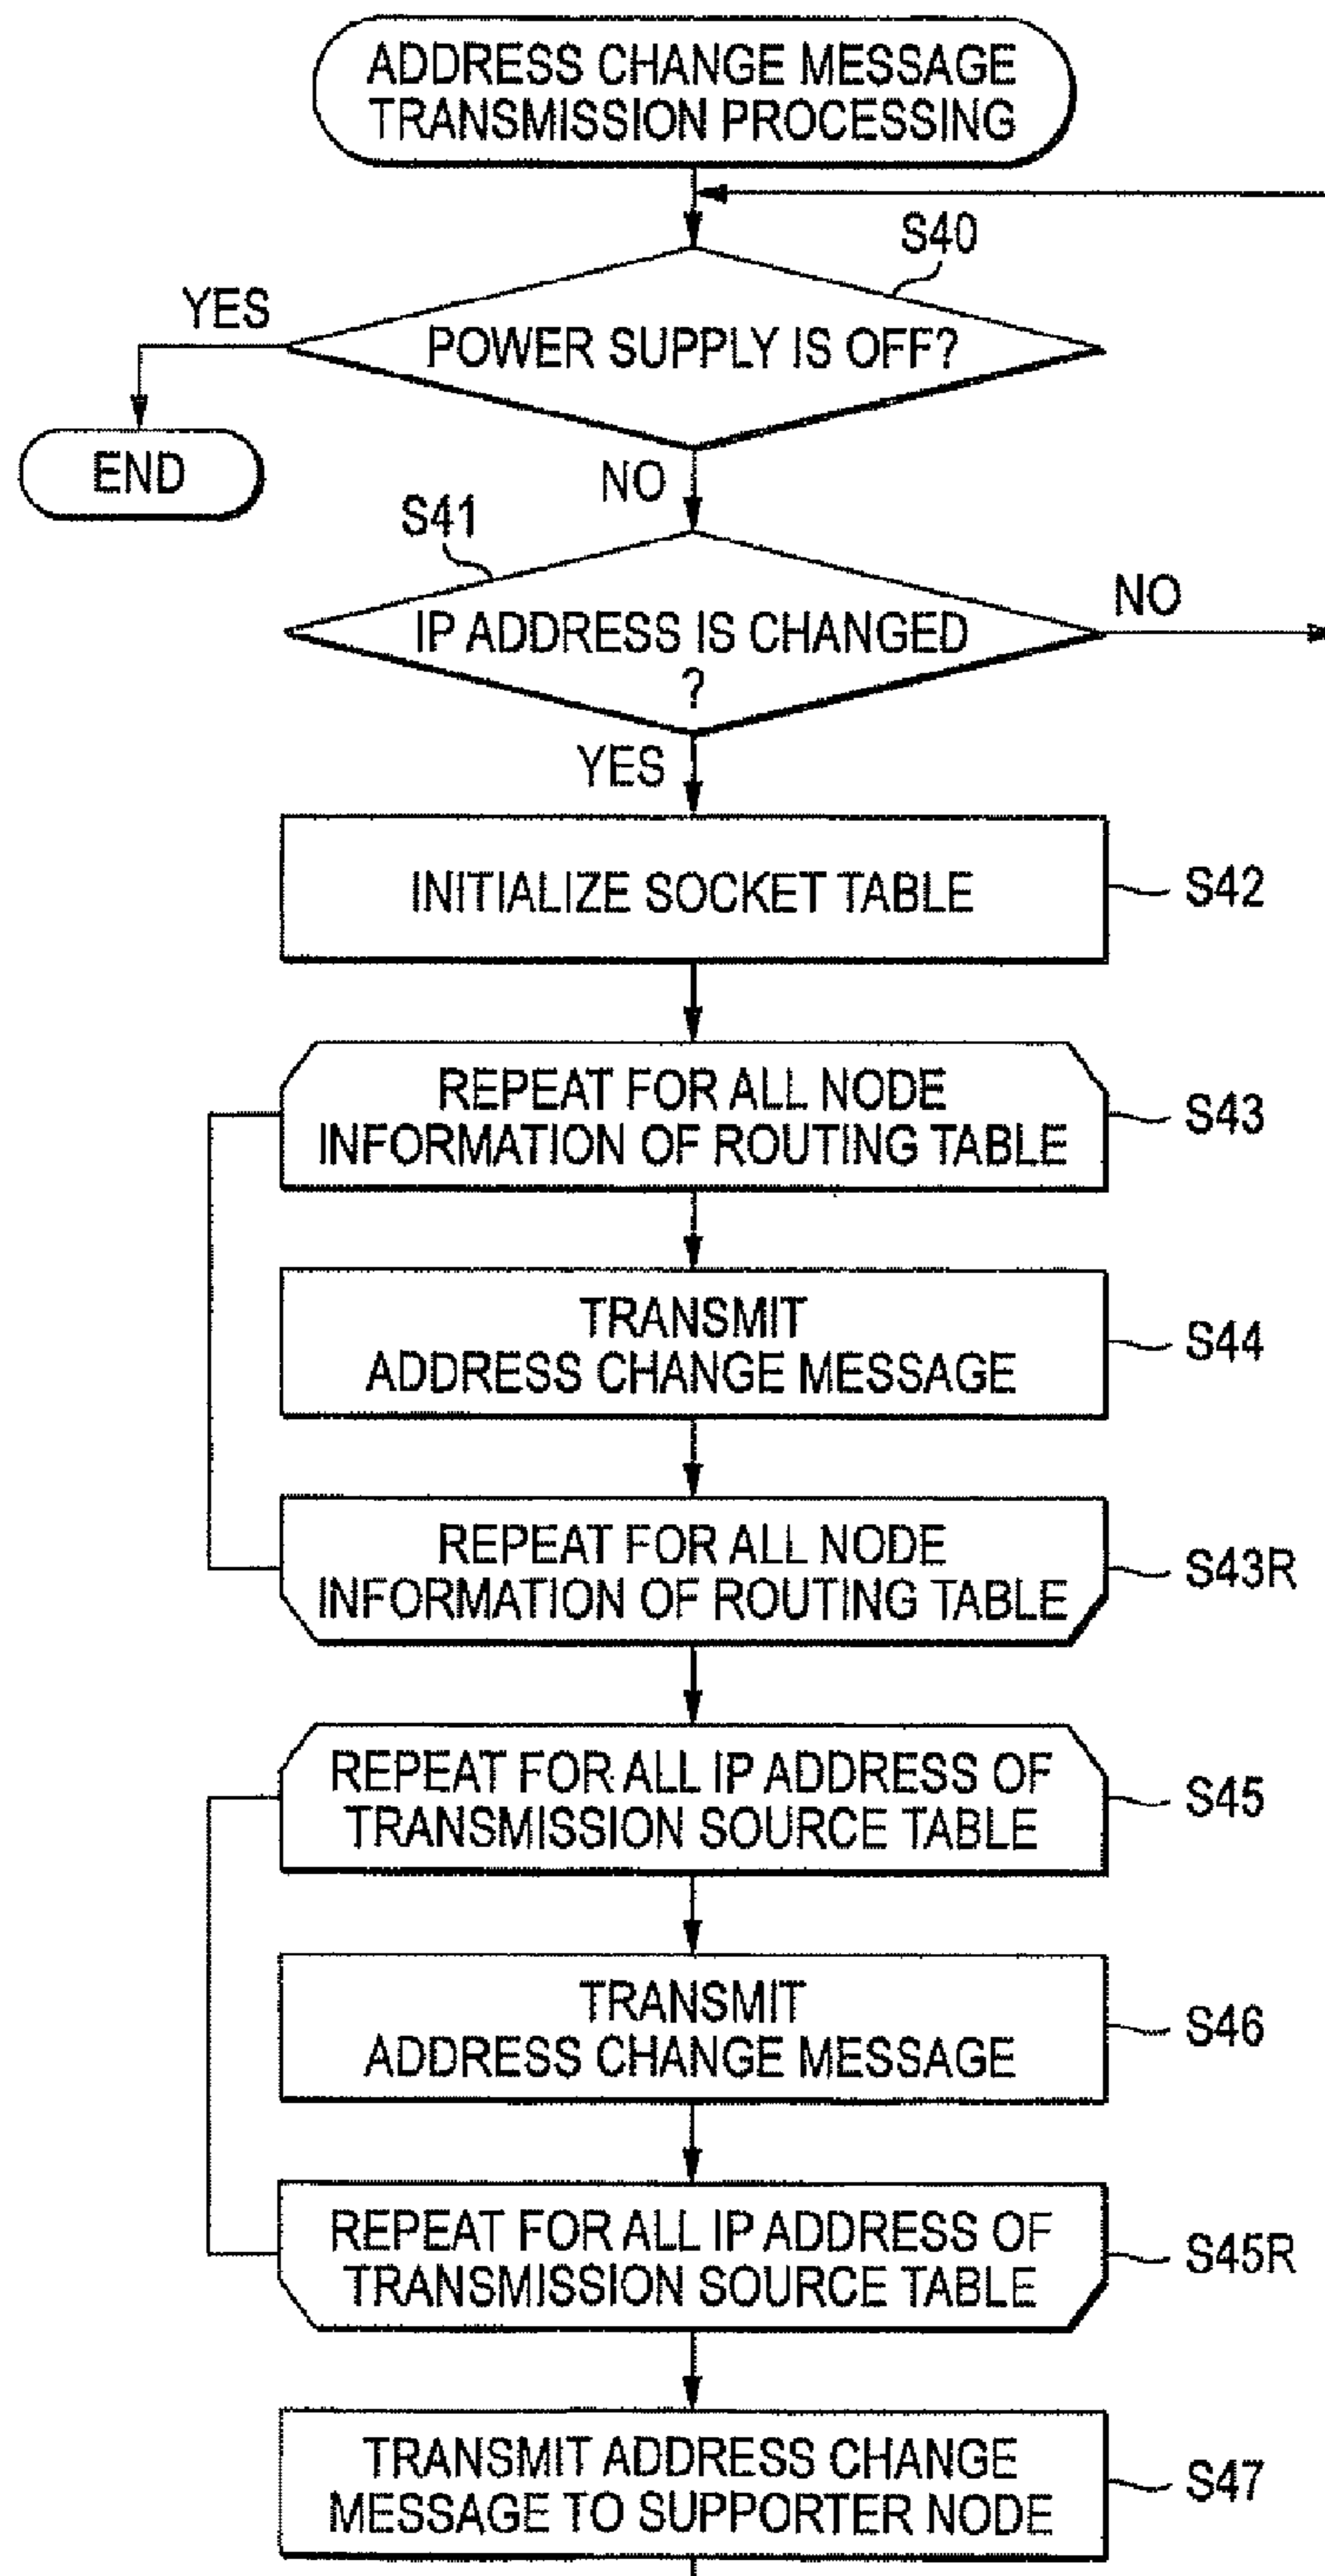 ADDRESS CHANGE MESSAGE
TRANSMISSION PROCESSING
S40
YES
POWER SUPPLY IS OFF?
END
NO
S41
IP ADDRESS IS CHANGED
?
NO
YES
INITIALIZE SOCKET TABLE
S42
REPEAT FOR ALL NODE
INFORMATION OF ROUTING TABLE
S43
TRANSMIT
ADDRESS CHANGE MESSAGE
S44
REPEAT FOR ALL NODE
INFORMATION OF ROUTING TABLE
S43R
REPEAT FOR ALL IP ADDRESS OF
TRANSMISSION SOURCE TABLE
S45
TRANSMIT
ADDRESS CHANGE MESSAGE
S46
REPEAT FOR ALL IP ADDRESS OF
TRANSMISSION SOURCE TABLE
S45R
TRANSMIT ADDRESS CHANGE
MESSAGE TO SUPPORTER NODE
S47